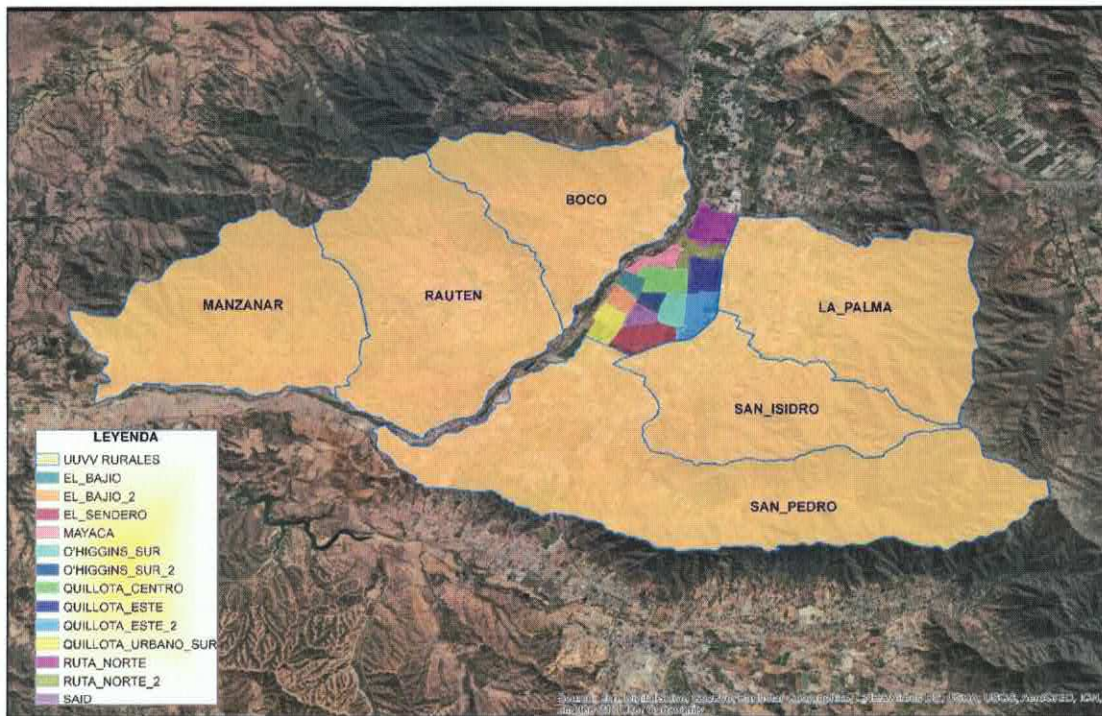 BOCO
RAUTEN
MANZANAR
LA_PALMA
SAN_ISIDRO
SAN_PEDRO
LEYENDA
UUVV RURALES
EL_BAJIO
EL_BAJIO_2
EL_SENDERO
MAYACA
O'HIGGINS_SUR
O'HIGGINS_SUR_2
QUILLOTA_CENTRO
QUILLOTA_ESTE
QUILLOTA_ESTE_2
QUILLOTA_URBANO_SUR
RUTA_NORTE
RUTA_NORTE_2
SAID